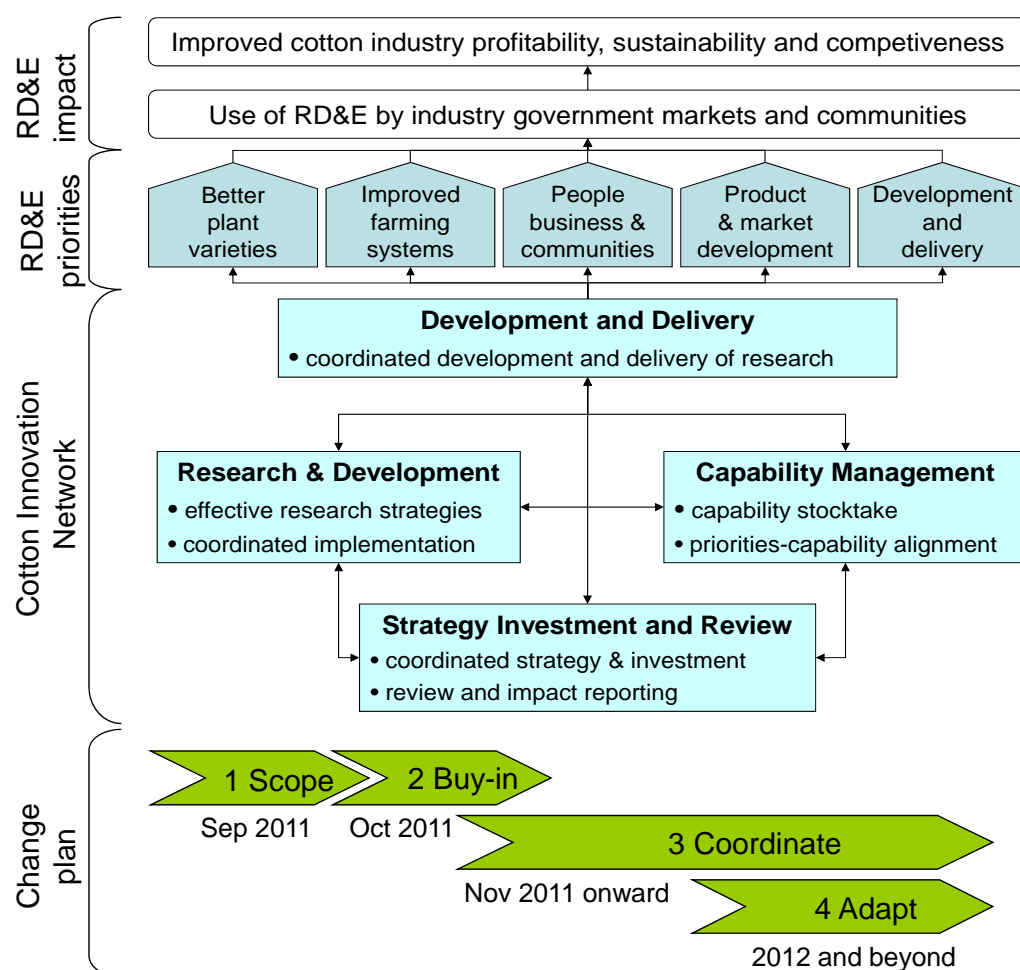 RD&E
impact
Improved cotton industry profitability, sustainability and competiveness
Use of RD&E by industry government markets and communities
RD&E
priorities
Better
plant
varieties
Improved
farming
systems
People
business &
communities
Product
& market
development
Development
and
delivery
Cotton Innovation
Network
Development and Delivery
• coordinated development and delivery of research
Research & Development
• effective research strategies
• coordinated implementation
Capability Management
• capability stocktake
• priorities-capability alignment
Strategy Investment and Review
• coordinated strategy & investment
• review and impact reporting
Change
plan
1 Scope
Sep 2011
2 Buy-in
Oct 2011
3 Coordinate
Nov 2011 onward
4 Adapt
2012 and beyond